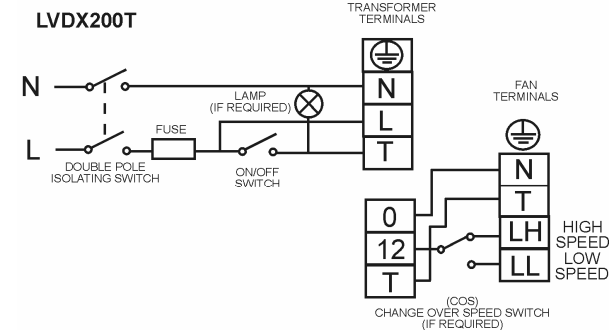 LVDX200T
TRANSFORMER
TERMINALS
N
LAMP
(IF REQUIRED)
N
FAN
TERMINALS
L
FUSE
L
DOUBLE POLE
ISOLATING SWITCH
ON/OFF
SWITCH
T
N
T
0
LH
HIGH
SPEED
12
LL
LOW
SPEED
T
(COS)
CHANGE OVER SPEED SWITCH
(IF REQUIRED)